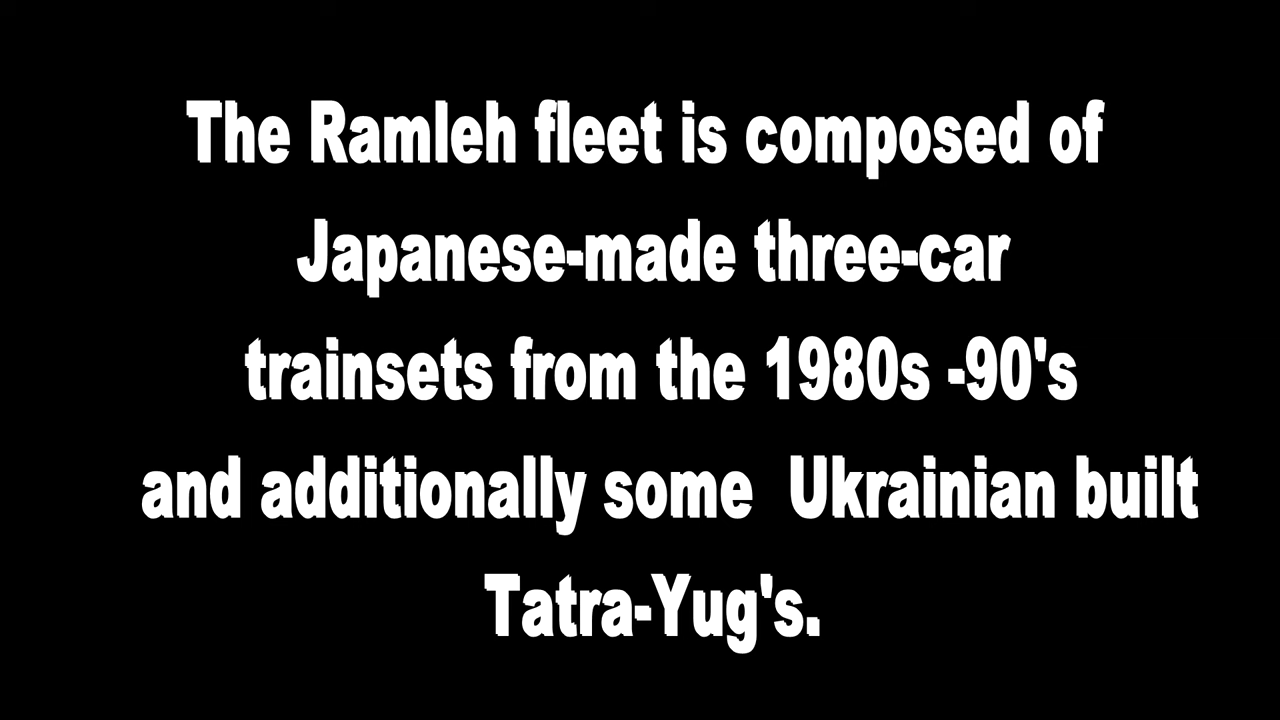 The Ramleh fleet is composed of
Japanese-made three-car
trainsets from the 1980s -90's
and additionally some  Ukrainian built
Tatra-Yug's.